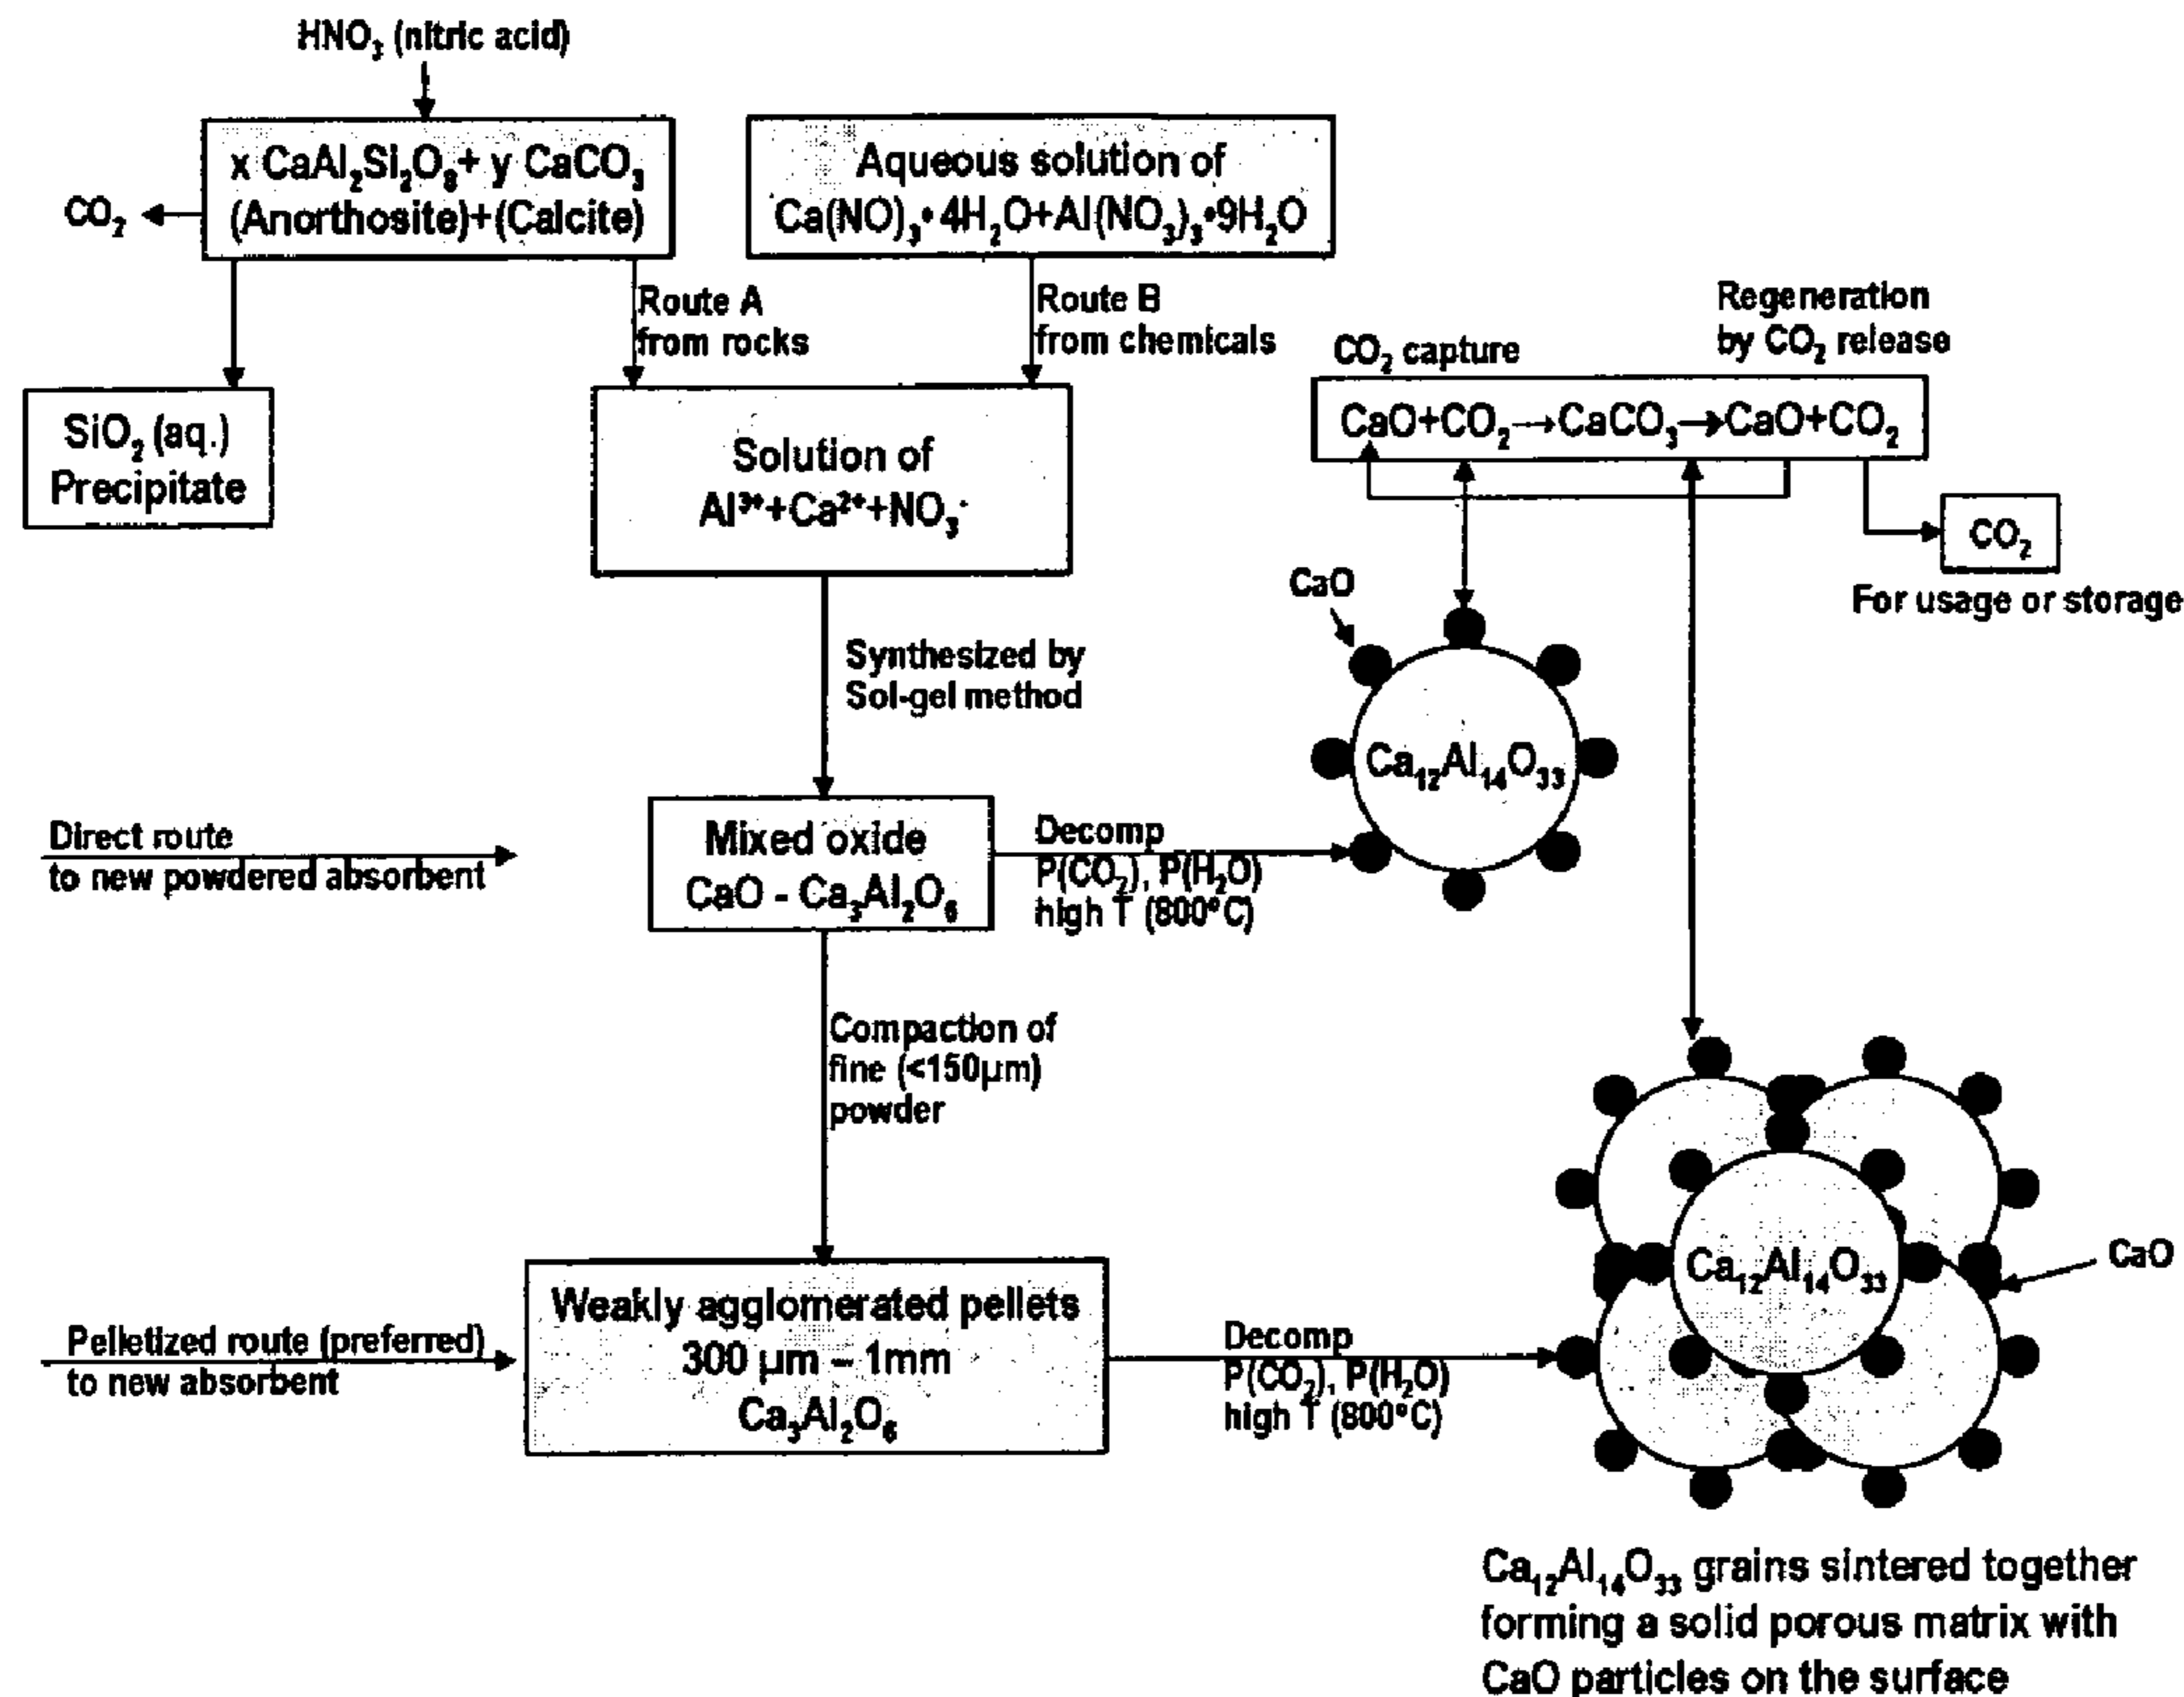 HNO₃ (nitric acid)
x CaAl₂Si₂O₈+ y CaCO₃
(Anorthosite)+(Calcite)
CO₂
Aqueous solution of
Ca(NO)₃•4H₂O+Al(NO₃)₃•9H₂O
Route A
from rocks
Route B
from chemicals
SiO₂ (aq.)
Precipitate
Solution of
Al³⁺+Ca²⁺+NO₃⁻
Regeneration
by CO₂ release
CO₂ capture
CaO+CO₂→CaCO₃→CaO+CO₂
CO₂
For usage or storage
CaO
Ca₁₂Al₁₄O₃₃
Synthesized by
Sol-gel method
Direct route
to new powdered absorbent
Mixed oxide
CaO - Ca₃Al₂O₆
Decomp
P(CO₂), P(H₂O)
high T (800°C)
Compaction of
fine (<150µm)
powder
Pelletized route (preferred)
to new absorbent
Weakly agglomerated pellets
300 µm – 1mm
Ca₃Al₂O₆
Decomp
P(CO₂), P(H₂O)
high T (800°C)
Ca₁₂Al₁₄O₃₃
CaO
Ca₁₂Al₁₄O₃₃ grains sintered together
forming a solid porous matrix with
CaO particles on the surface